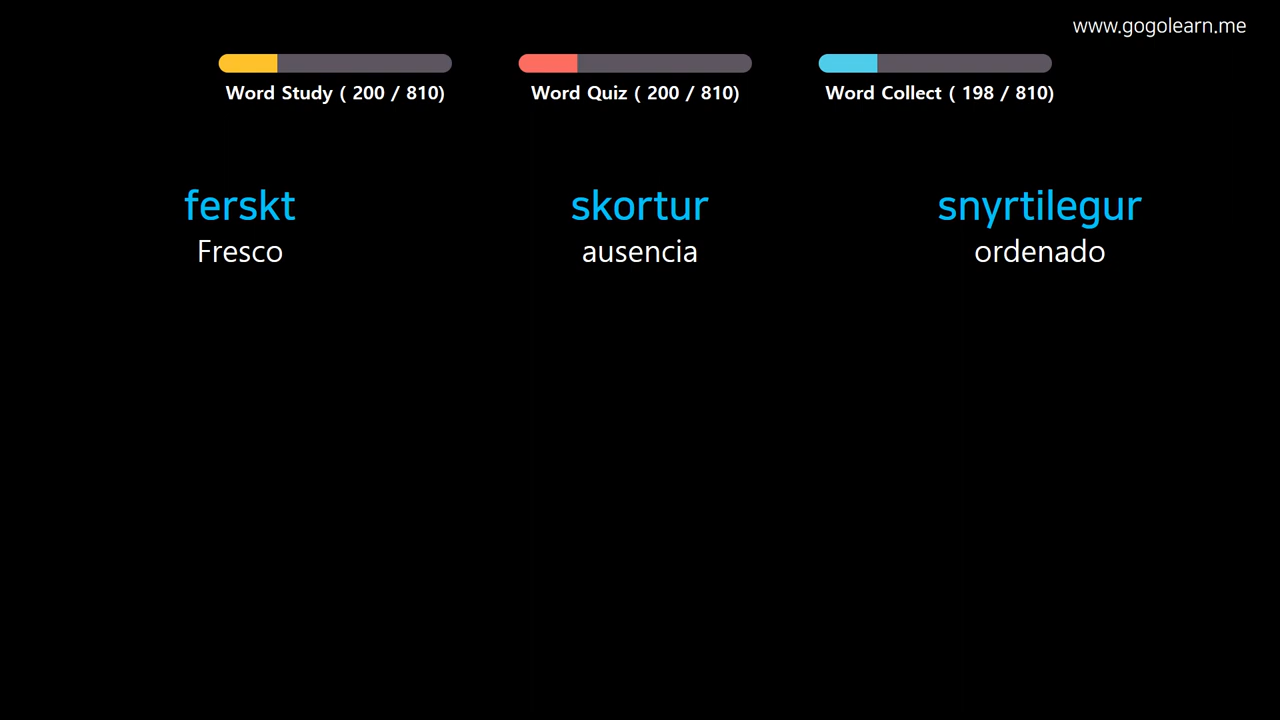 www.gogolearn.me
Word Study ( 200 / 810)
Word Quiz ( 200 / 810)
Word Collect ( 198 / 810)
ferskt
Fresco
skortur
ausencia
snyrtilegur
ordenado